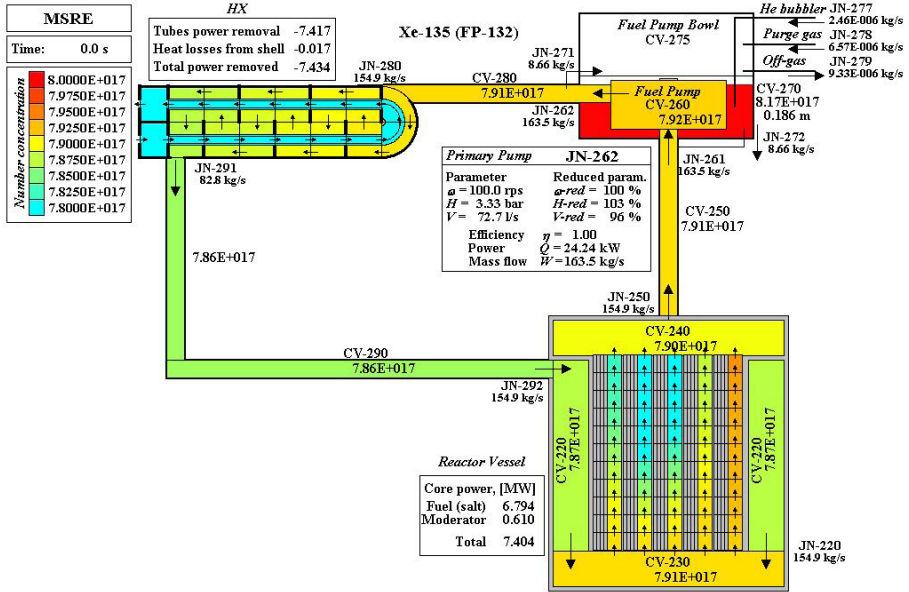 MSRE
Time: 0.0 s
Number concentration
8.0000E+017
7.9750E+017
7.9500E+017
7.9250E+017
7.9000E+017
7.8750E+017
7.8500E+017
7.8250E+017
7.8000E+017
HX
Tubes power removal -7.417
Heat losses from shell -0.017
Total power removed -7.434
Xe-135 (FP-132)
JN-280
154.9 kg/s
CV-280
7.91E+017
JN-271
8.66 kg/s
JN-262
163.5 kg/s
Fuel Pump Bowl
CV-275
Fuel Pump
CV-260
7.92E+017
He bubbler JN-277
2.46E-006 kg/s
Purge gas JN-278
6.57E-006 kg/s
Off-gas JN-279
9.33E-006 kg/s
CV-270
8.17E+017
0.186 m
JN-272
8.66 kg/s
JN-261
163.5 kg/s
Primary Pump JN-262
Parameter Reduced param.
ω = 100.0 rps ω-red = 100 %
H = 3.33 bar H-red = 103 %
V = 72.7 l/s V-red = 96 %
Efficiency η = 1.00
Power Q = 24.24 kW
Mass flow W = 163.5 kg/s
CV-250
7.91E+017
JN-291
82.8 kg/s
7.86E+017
CV-290
7.86E+017
JN-292
154.9 kg/s
JN-250
154.9 kg/s
CV-240
7.90E+017
CV-220
7.87E+017
CV-220
7.87E+017
Reactor Vessel
Core power, [MW]
Fuel (salt) 6.794
Moderator 0.610
Total 7.404
JN-220
154.9 kg/s
CV-230
7.91E+017